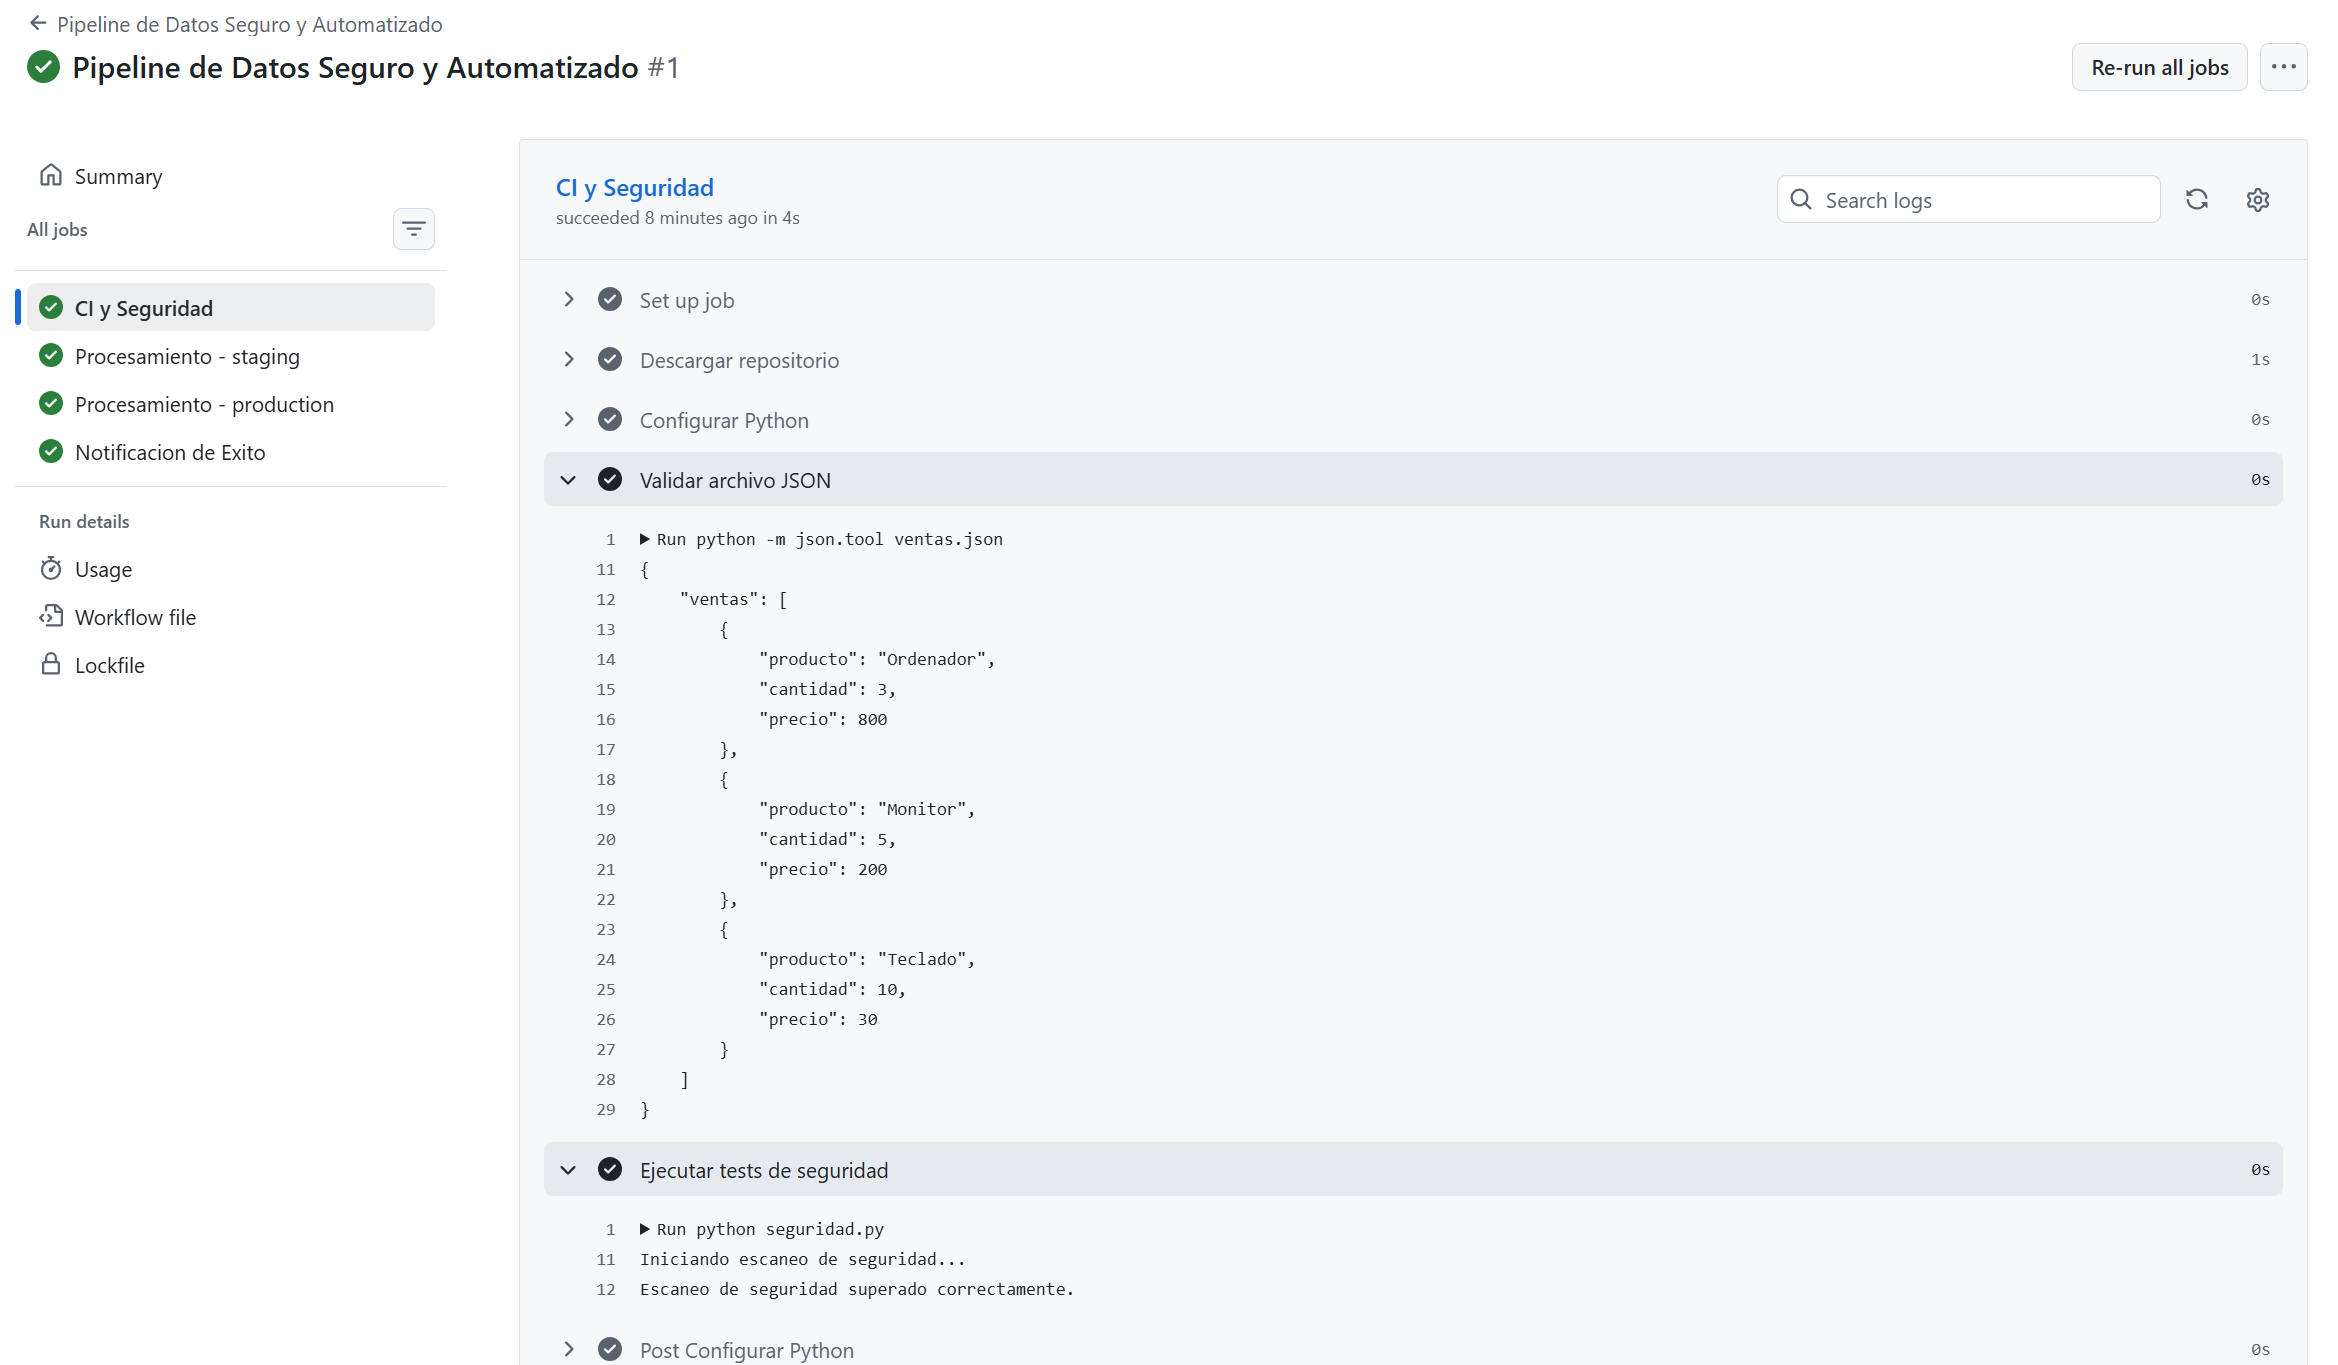 Pipeline de Datos Seguro y Automatizado
Pipeline de Datos Seguro y Automatizado #1
Re-run all jobs
Summary
All jobs
CI y Seguridad
Procesamiento - staging
Procesamiento - production
Notificacion de Exito
Run details
Usage
Workflow file
Lockfile
CI y Seguridad
succeeded 8 minutes ago in 4s
Search logs
Set up job 0s
Descargar repositorio 1s
Configurar Python 0s
Validar archivo JSON 0s
1 Run python -m json.tool ventas.json
11 {
12     "ventas": [
13         {
14             "producto": "Ordenador",
15             "cantidad": 3,
16             "precio": 800
17         },
18         {
19             "producto": "Monitor",
20             "cantidad": 5,
21             "precio": 200
22         },
23         {
24             "producto": "Teclado",
25             "cantidad": 10,
26             "precio": 30
27         }
28     ]
29 }
Ejecutar tests de seguridad 0s
1 Run python seguridad.py
11 Iniciando escaneo de seguridad...
12 Escaneo de seguridad superado correctamente.
Post Configurar Python 0s